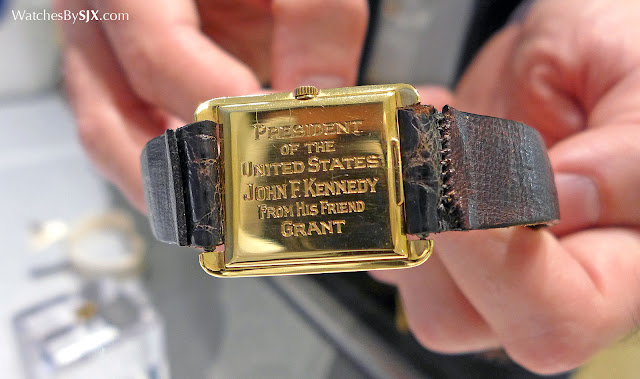 WatchesBySJX.com
PRESIDENT
OF THE
UNITED STATES
JOHN F. KENNEDY
FROM HIS FRIEND
GRANT